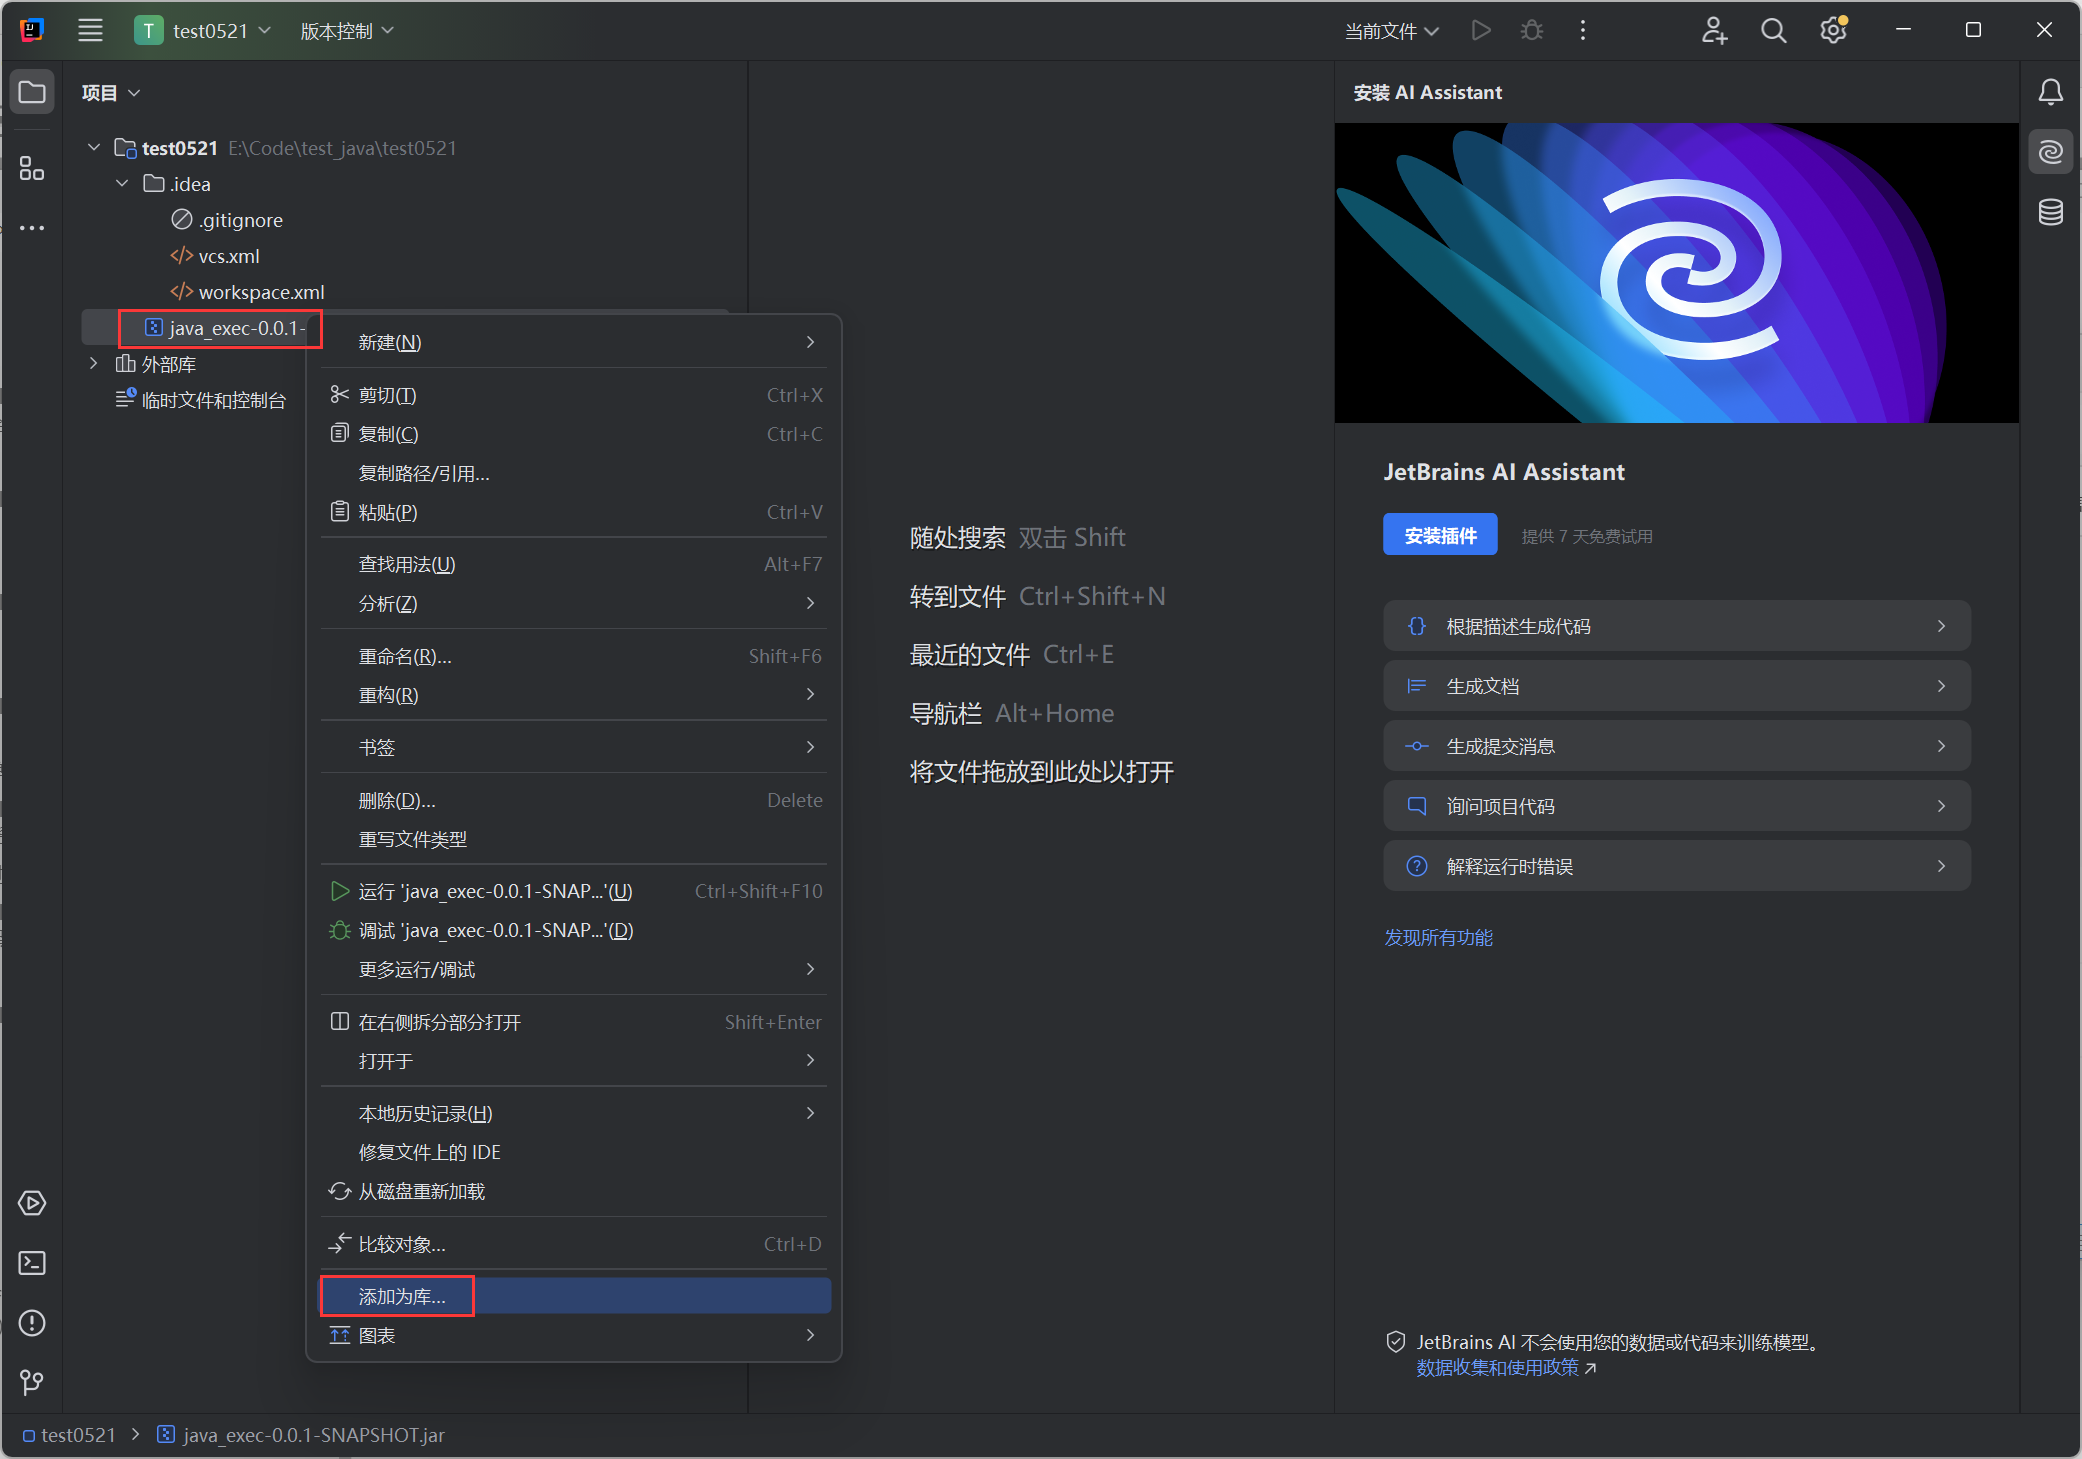 T test0521 版本控制 当前文件
项目
test0521 E:\Code\test_java\test0521
.idea
.gitignore
vcs.xml
workspace.xml
java_exec-0.0.1-
外部库
临时文件和控制台
新建(N)
剪切(T) Ctrl+X
复制(C) Ctrl+C
复制路径/引用...
粘贴(P) Ctrl+V
查找用法(U) Alt+F7
分析(Z)
重命名(R)... Shift+F6
重构(R)
书签
删除(D)... Delete
重写文件类型
运行 'java_exec-0.0.1-SNAP...'(U) Ctrl+Shift+F10
调试 'java_exec-0.0.1-SNAP...'(D)
更多运行/调试
在右侧拆分部分打开 Shift+Enter
打开于
本地历史记录(H)
修复文件上的 IDE
从磁盘重新加载
比较对象... Ctrl+D
添加为库...
图表
随处搜索 双击 Shift
转到文件 Ctrl+Shift+N
最近的文件 Ctrl+E
导航栏 Alt+Home
将文件拖放到此处以打开
安装 AI Assistant
JetBrains AI Assistant
安装插件 提供 7 天免费试用
根据描述生成代码
生成文档
生成提交消息
询问项目代码
解释运行时错误
发现所有功能
JetBrains AI 不会使用您的数据或代码来训练模型。
数据收集和使用政策
test0521 java_exec-0.0.1-SNAPSHOT.jar